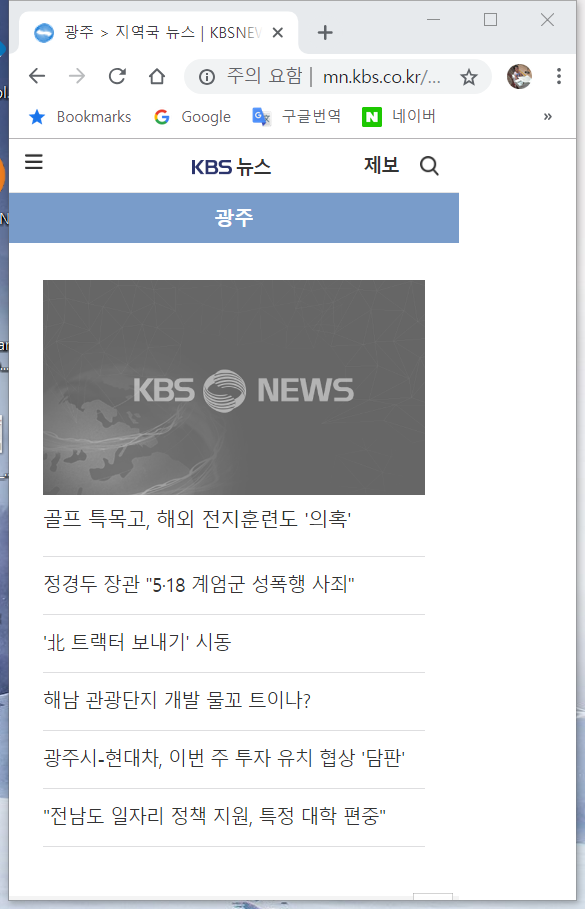 광주 > 지역국 뉴스 | KBSNEW
주의 요함 | mn.kbs.co.kr/...
Bookmarks Google 구글번역 네이버 »
KBS 뉴스 제보
광주
KBS NEWS
골프 특목고, 해외 전지훈련도 '의혹'
정경두 장관 "5·18 계엄군 성폭행 사죄"
'北 트랙터 보내기' 시동
해남 관광단지 개발 물꼬 트이나?
광주시-현대차, 이번 주 투자 유치 협상 '담판'
"전남도 일자리 정책 지원, 특정 대학 편중"